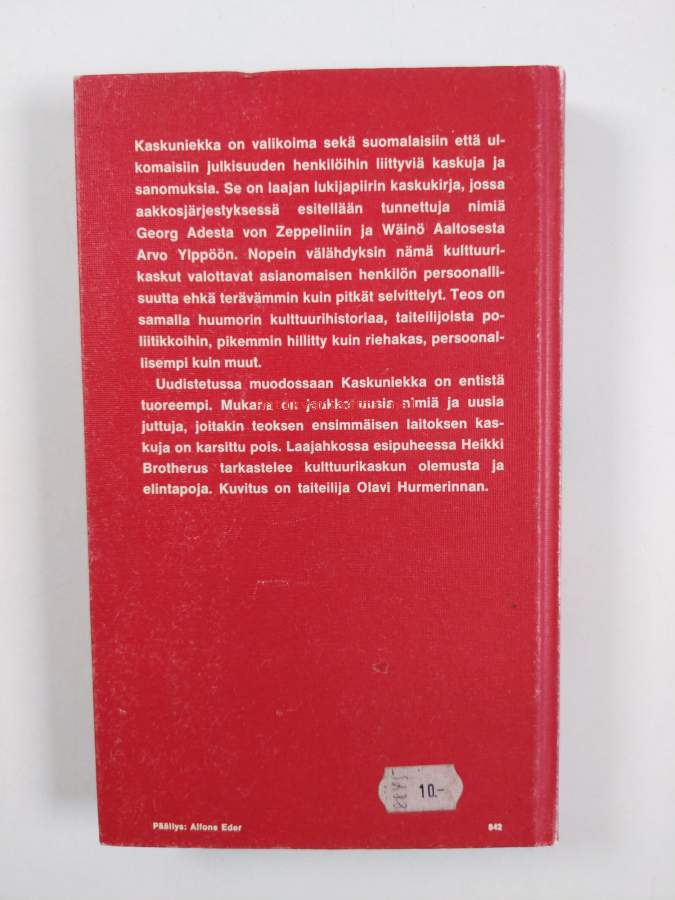 Kaskuniekka on valikoima sekä suomalaisiin että ul-
komaisiin julkisuuden henkilöihin liittyviä kaskuja ja
sanomuksia. Se on laajan lukijapiirin kaskukirja, jossa
aakkosjärjestyksessä esitellään tunnettuja nimiä
Georg Adesta von Zeppeliniin ja Wäinö Aaltosesta
Arvo Ylppöön. Nopein välähdyksin nämä kulttuuri-
kaskut valottavat asianomaisen henkilön persoonalli-
suutta ehkä terävämmin kuin pitkät selvittelyt. Teos on
samalla huumorin kulttuurihistoriaa, taiteilijoista po-
liitikkoihin, pikemmin hillitty kuin riehakas, persoonal-
lisempi kuin muut.
Uudistetussa muodossaan Kaskuniekka on entistä
tuoreempi. Mukana on joukko uusia nimiä ja uusia
juttuja, joitakin teoksen ensimmäisen laitoksen kas-
kuja on karsittu pois. Laajahkossa esipuheessa Heikki
Brotherus tarkastelee kulttuurikaskun olemusta ja
elintapoja. Kuvitus on taiteilija Olavi Hurmerinnan.
10.-
Päällys: Alfons Eder
842